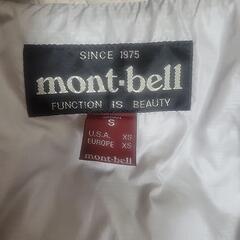 SINCE 1975
mont-bell
FUNCTION IS BEAUTY
S
U.S.A. XS
EUROPE XS
mont-bell